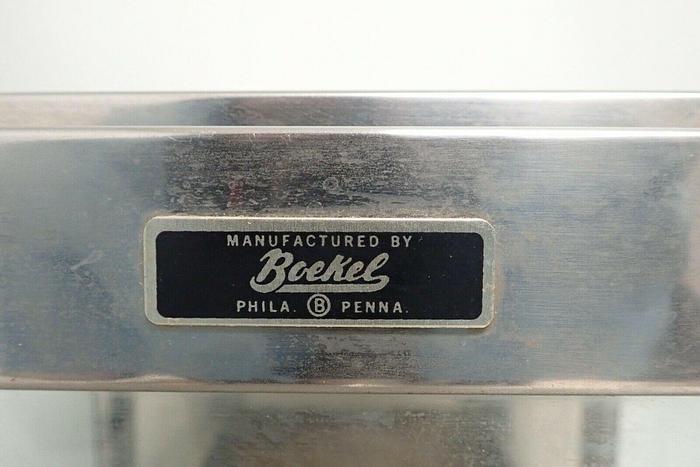 MANUFACTURED BY
Boekel
PHILA. B PENNA.